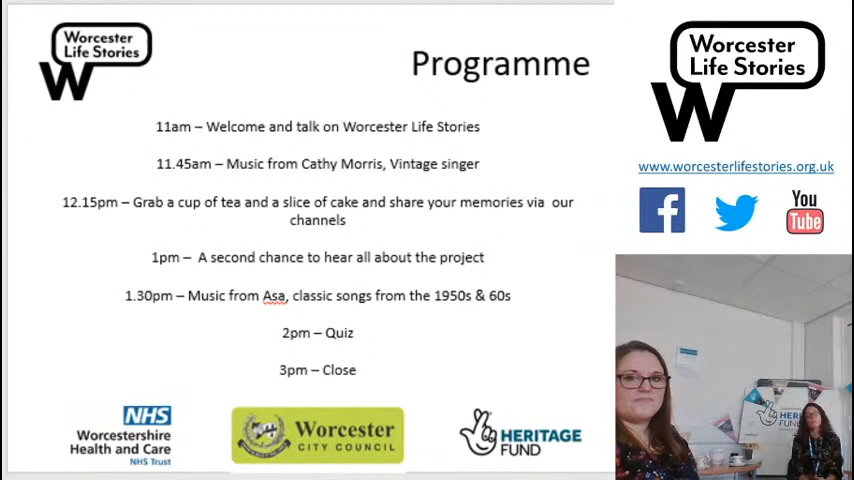 Worcester
Life Stories
W
Programme
11am – Welcome and talk on Worcester Life Stories
11.45am – Music from Cathy Morris, Vintage singer
12.15pm – Grab a cup of tea and a slice of cake and share your memories via our
channels
1pm – A second chance to hear all about the project
1.30pm – Music from Asa, classic songs from the 1950s & 60s
2pm – Quiz
3pm – Close
NHS
Worcestershire
Health and Care
NHS Trust
Worcester
CITY COUNCIL
HERITAGE
FUND
Worcester
Life Stories
W
www.worcesterlifestories.org.uk
f
You
Tube
HERITAGE
FUND